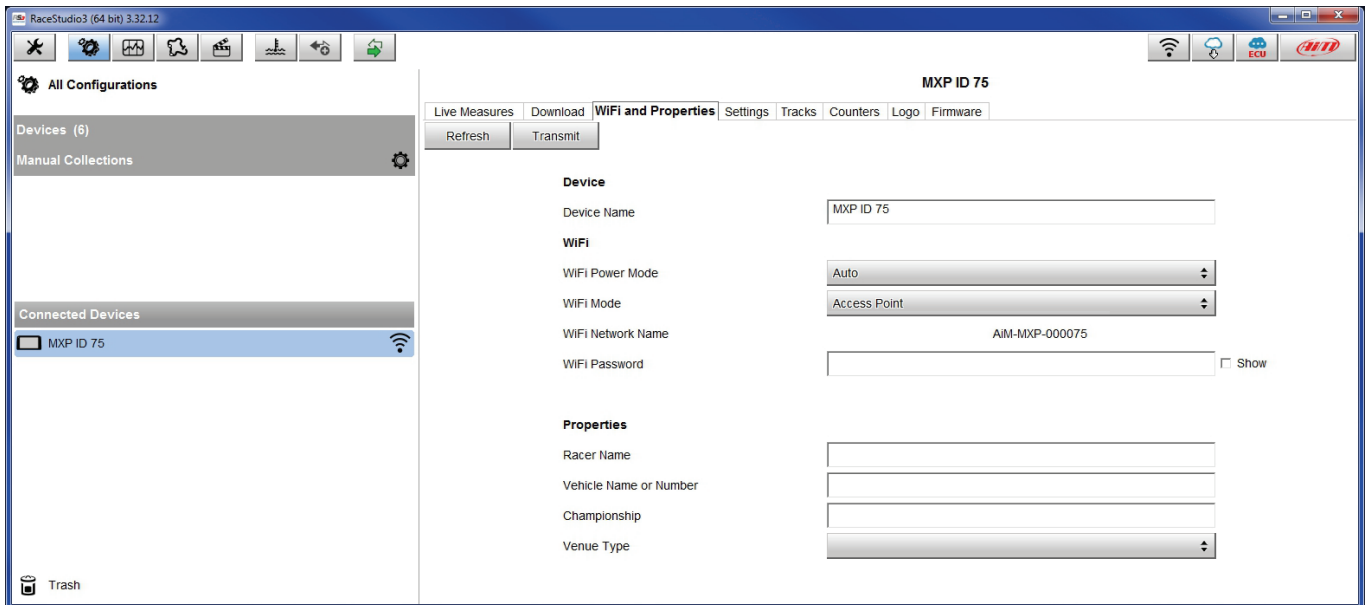 RaceStudio3 (64 bit) 3.32.12
ECU
AiM
All Configurations
MXP ID 75
Live Measures Download WiFi and Properties Settings Tracks Counters Logo Firmware
Devices (6)
Refresh Transmit
Manual Collections
Device
Device Name MXP ID 75
WiFi
WiFi Power Mode Auto
WiFi Mode Access Point
Connected Devices
WiFi Network Name AiM-MXP-000075
MXP ID 75
WiFi Password Show
Properties
Racer Name
Vehicle Name or Number
Championship
Venue Type
Trash